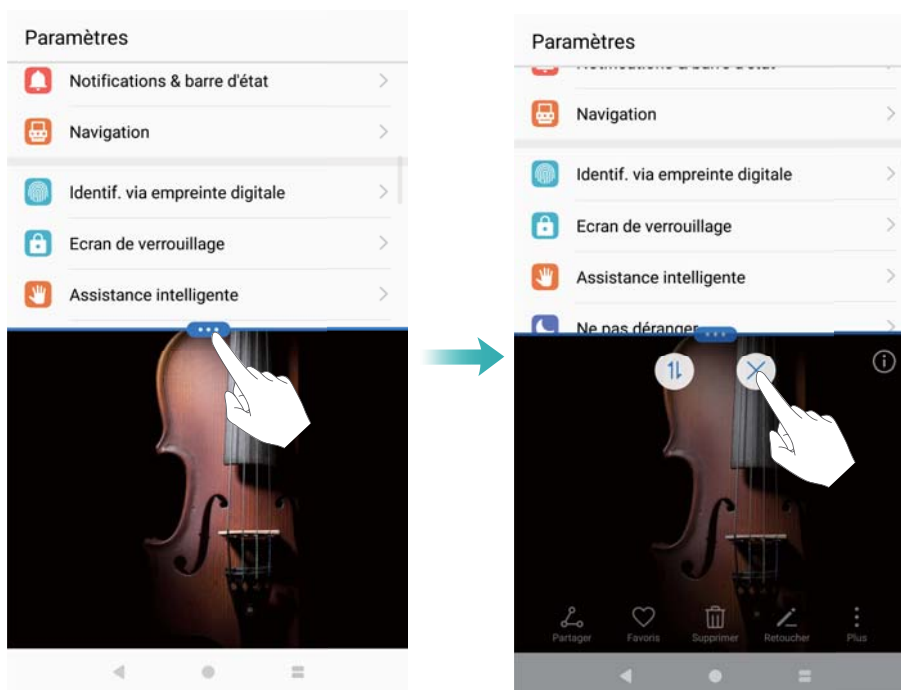 Paramètres
Notifications & barre d'état
Navigation
Identif. via empreinte digitale
Ecran de verrouillage
Assistance intelligente
Paramètres
Navigation
Identif. via empreinte digitale
Ecran de verrouillage
Assistance intelligente
Ne pas déranger
Partager
Favoris
Supprimer
Retoucher
Plus